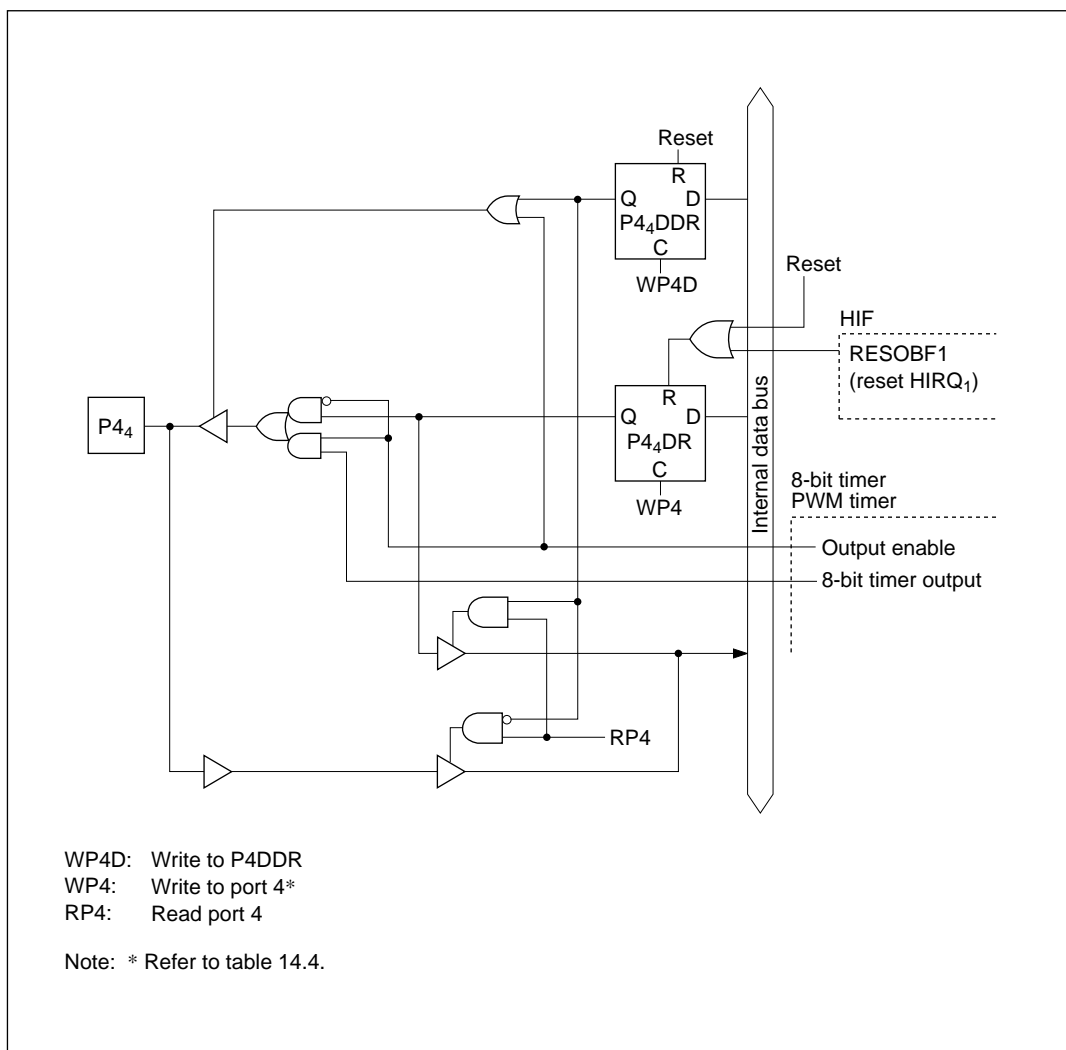 Reset
R
Q D
P4₄DDR
C
WP4D
Reset
HIF
RESOBF1
(reset HIRQ₁)
R
Q D
P4₄
P4₄DR
C
WP4
Internal data bus
8-bit timer
PWM timer
Output enable
8-bit timer output
RP4
WP4D: Write to P4DDR
WP4: Write to port 4*
RP4: Read port 4
Note: * Refer to table 14.4.